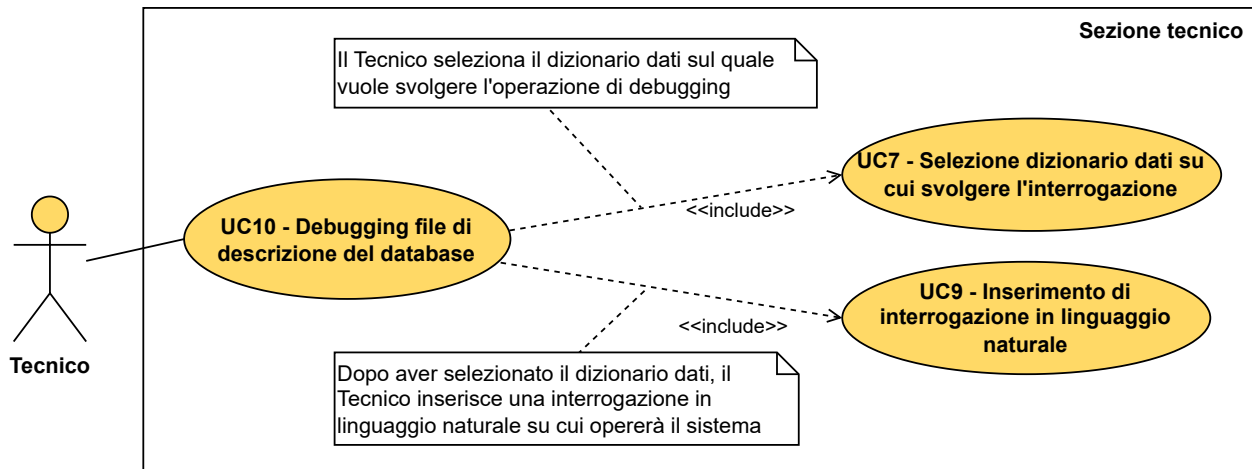 Sezione tecnico
Il Tecnico seleziona il dizionario dati sul quale
vuole svolgere l'operazione di debugging
UC7 - Selezione dizionario dati su
cui svolgere l'interrogazione
<<include>>
UC10 - Debugging file di
descrizione del database
UC9 - Inserimento di
interrogazione in linguaggio
naturale
<<include>>
Tecnico
Dopo aver selezionato il dizionario dati, il
Tecnico inserisce una interrogazione in
linguaggio naturale su cui opererà il sistema